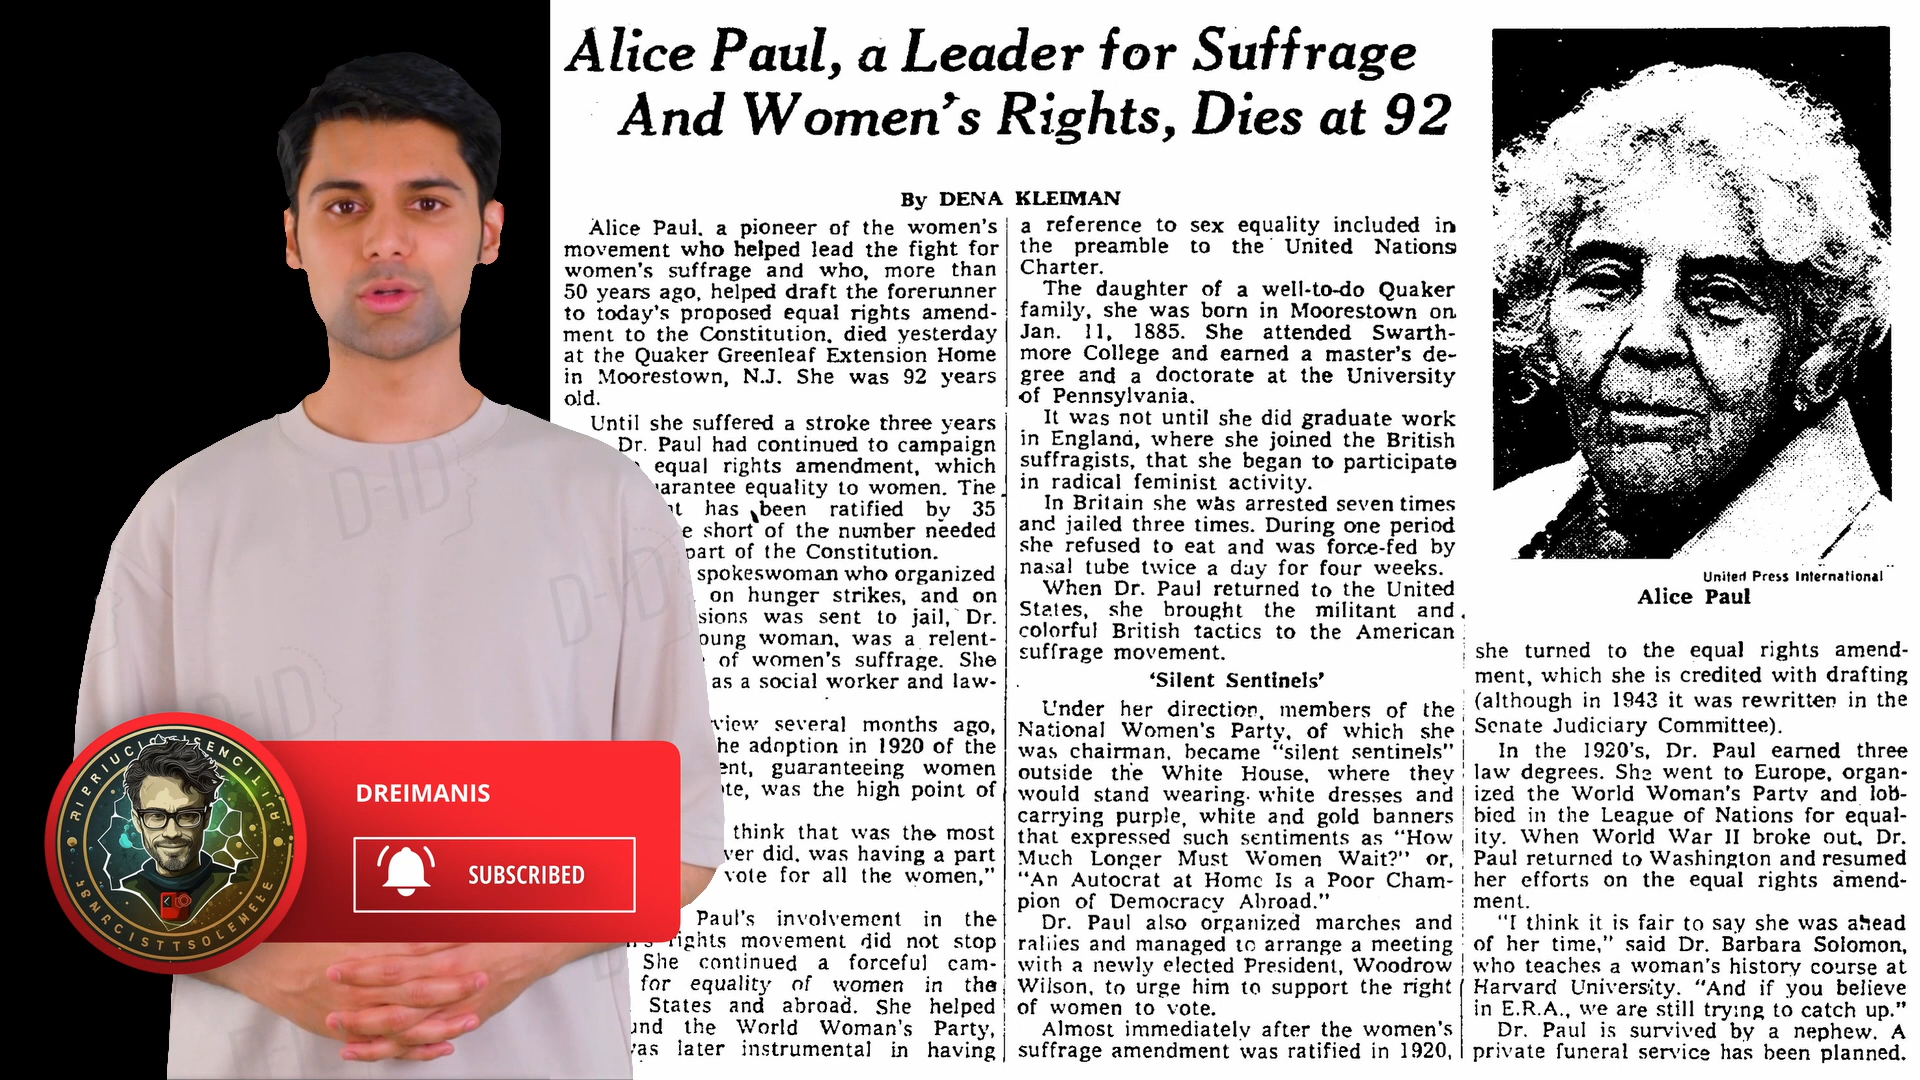 Alice Paul, a Leader for Suffrage
And Women's Rights, Dies at 92
By DENA KLEIMAN
Alice Paul, a pioneer of the women's
movement who helped lead the fight for
women's suffrage and who, more than
50 years ago, helped draft the forerunner
to today's proposed equal rights amend-
ment to the Constitution, died yesterday
at the Quaker Greenleaf Extension Home
in Moorestown, N.J. She was 92 years
old.
Until she suffered a stroke three years
Dr. Paul had continued to campaign
equal rights amendment, which
equality to women. The
has been ratified by 35
short of the number needed
part of the Constitution.
spokeswoman who organized
on hunger strikes, and on
was sent to jail, Dr.
woman, was a relent-
of women's suffrage. She
as a social worker and law-
several months ago,
adoption in 1920 of the
guaranteeing women
was the high point of
think that was the most
did, was having a part
vote for all the women,"
Paul's involvement in the
rights movement did not stop
She continued a forceful cam-
for equality of women in the
States and abroad. She helped
the World Woman's Party,
later instrumental in having
a reference to sex equality included in
the preamble to the United Nations
Charter.
The daughter of a well-to-do Quaker
family, she was born in Moorestown on
Jan. 11, 1885. She attended Swarth-
more College and earned a master's de-
gree and a doctorate at the University
of Pennsylvania.
It was not until she did graduate work
in England, where she joined the British
suffragists, that she began to participate
in radical feminist activity.
In Britain she was arrested seven times
and jailed three times. During one period
she refused to eat and was force-fed by
nasal tube twice a day for four weeks.
When Dr. Paul returned to the United
States, she brought the militant and
colorful British tactics to the American
suffrage movement.
'Silent Sentinels'
Under her direction, members of the
National Women's Party, of which she
was chairman, became "silent sentinels"
outside the White House, where they
would stand wearing white dresses and
carrying purple, white and gold banners
that expressed such sentiments as "How
Much Longer Must Women Wait?" or,
"An Autocrat at Home Is a Poor Cham-
pion of Democracy Abroad."
Dr. Paul also organized marches and
rallies and managed to arrange a meeting
with a newly elected President, Woodrow
Wilson, to urge him to support the right
of women to vote.
Almost immediately after the women's
suffrage amendment was ratified in 1920,
United Press International
Alice Paul
she turned to the equal rights amend-
ment, which she is credited with drafting
(although in 1943 it was rewritten in the
Senate Judiciary Committee).
In the 1920's, Dr. Paul earned three
law degrees. She went to Europe, organ-
ized the World Woman's Party and lob-
bied in the League of Nations for equal-
ity. When World War II broke out, Dr.
Paul returned to Washington and resumed
her efforts on the equal rights amend-
ment.
"I think it is fair to say she was ahead
of her time," said Dr. Barbara Solomon,
who teaches a woman's history course at
Harvard University. "And if you believe
in E.R.A., we are still trying to catch up."
Dr. Paul is survived by a nephew. A
private funeral service has been planned.
D-ID
D-ID
D-ID
DREIMANIS
SUBSCRIBED